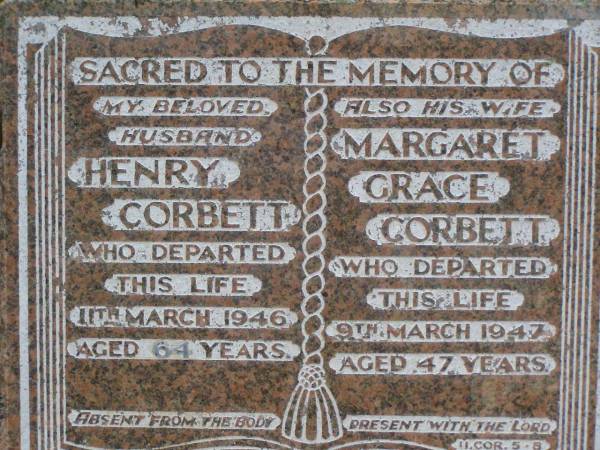 SACRED TO THE MEMORY OF
MY BELOVED
HUSBAND
HENRY
CORBETT
WHO DEPARTED
THIS LIFE
11TH MARCH 1946
AGED 64 YEARS.
ALSO HIS WIFE
MARGARET
GRACE
CORBETT
WHO DEPARTED
THIS LIFE
9TH MARCH 1947
AGED 47 YEARS.
ABSENT FROM THE BODY
PRESENT WITH THE LORD
11.COR. 5-8